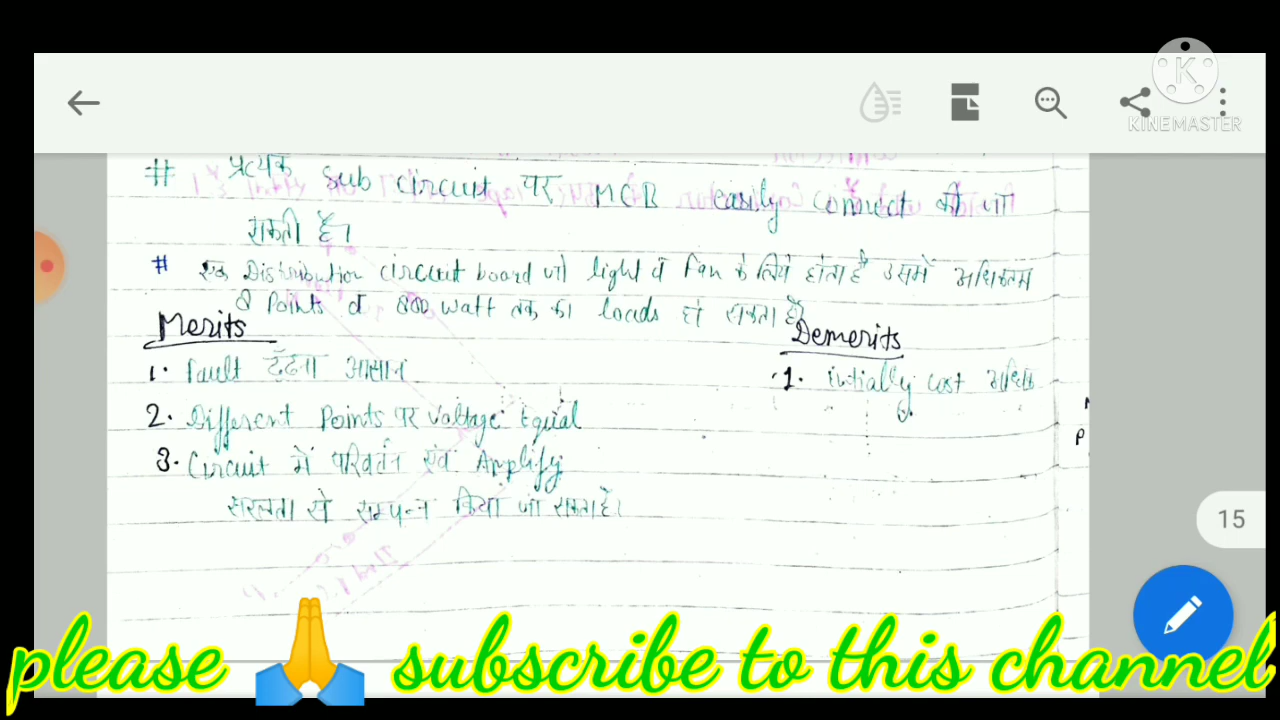 KINEMASTER
# प्रत्येक Sub circuit पर MCB easily connect की जा
सकती है।
# एक Distribution circuit board जो light व Fan के लिये होता है उसमें अधिकतम
8 Points व 800 watt तक का loads हो सकता है
Merits
Demerits
1. Fault ढूँढना आसान
1. initially cost अधिक
2. Different Points पर voltage Equal
3. Circuit में परिवर्तन एंव Amplify
सरलता से सम्पन्न किया जा सकता है।
15
please 🙏 subscribe to this channel